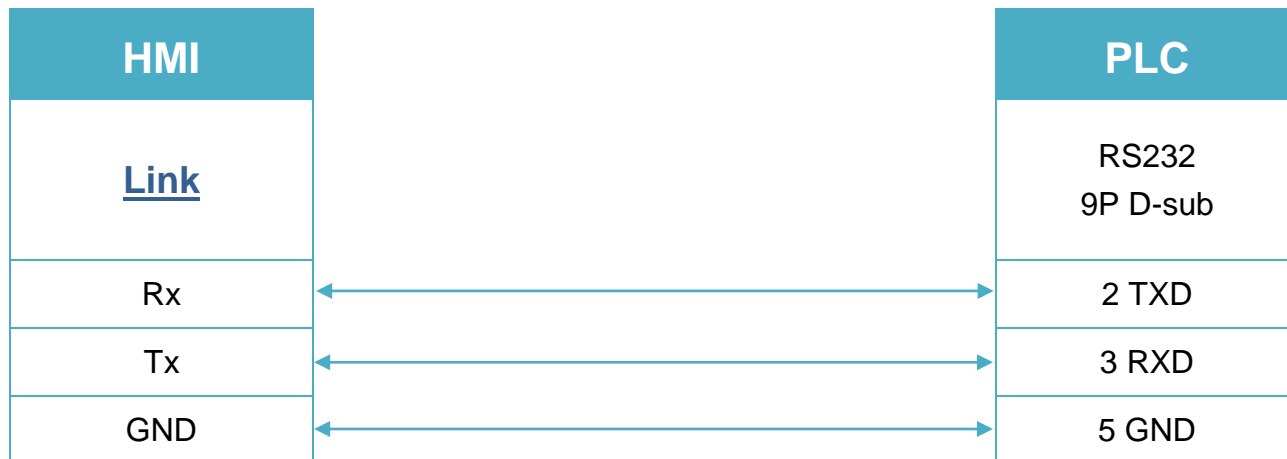 HMI
PLC
Link
RS232
9P D-sub
Rx
2 TXD
Tx
3 RXD
GND
5 GND